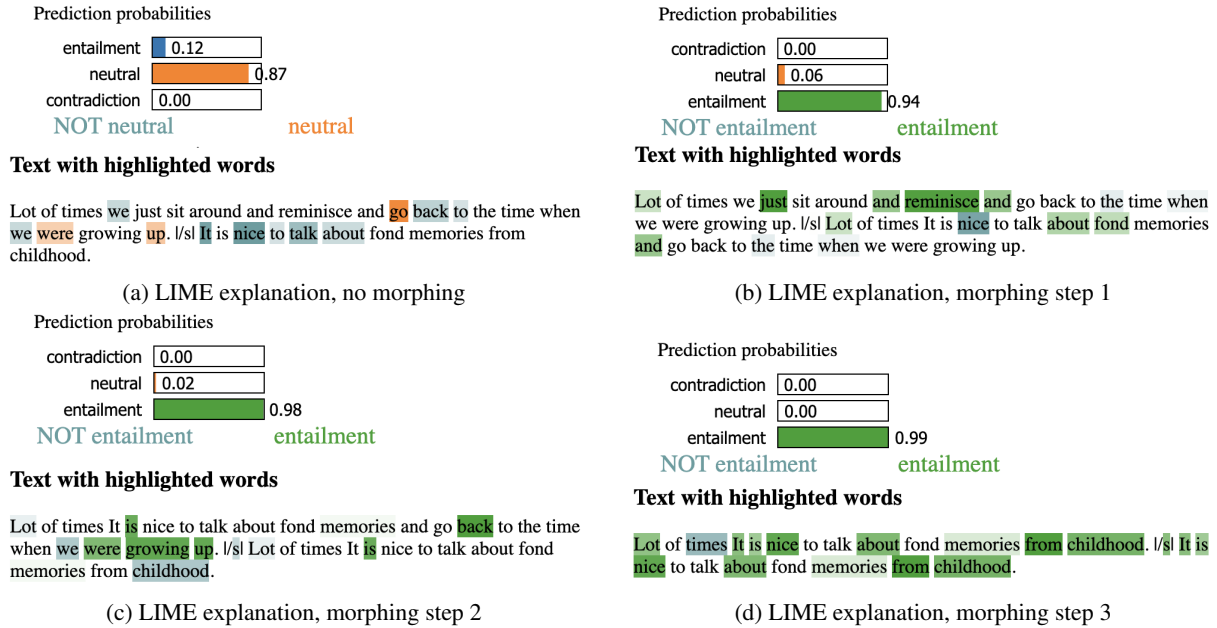 Prediction probabilities
entailment 0.12
neutral 0.87
contradiction 0.00
NOT neutral neutral
Text with highlighted words
Lot of times we just sit around and reminisce and go back to the time when
we were growing up. |/s| It is nice to talk about fond memories from
childhood.
(a) LIME explanation, no morphing
Prediction probabilities
contradiction 0.00
neutral 0.06
entailment 0.94
NOT entailment entailment
Text with highlighted words
Lot of times we just sit around and reminisce and go back to the time when
we were growing up. |/s| Lot of times It is nice to talk about fond memories
and go back to the time when we were growing up.
(b) LIME explanation, morphing step 1
Prediction probabilities
contradiction 0.00
neutral 0.02
entailment 0.98
NOT entailment entailment
Text with highlighted words
Lot of times It is nice to talk about fond memories and go back to the time
when we were growing up. |/s| Lot of times It is nice to talk about fond
memories from childhood.
(c) LIME explanation, morphing step 2
Prediction probabilities
contradiction 0.00
neutral 0.00
entailment 0.99
NOT entailment entailment
Text with highlighted words
Lot of times It is nice to talk about fond memories from childhood. |/s| It is
nice to talk about fond memories from childhood.
(d) LIME explanation, morphing step 3